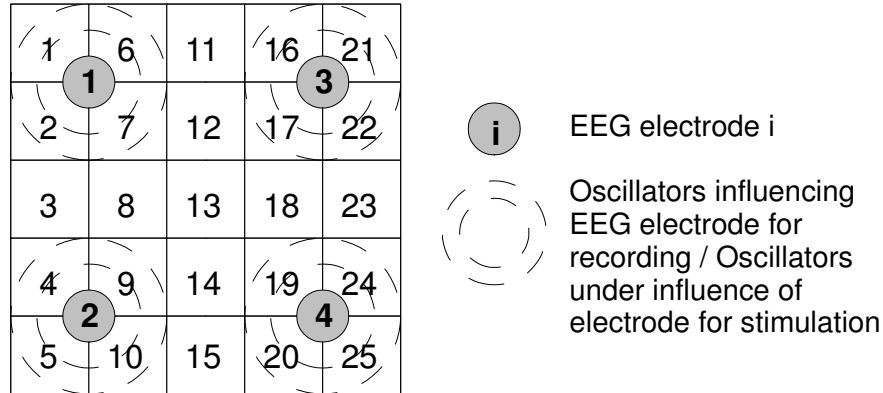 1 6 11 16 21
1 3
2 7 12 17 22
3 8 13 18 23
4 9 14 19 24
2 4
5 10 15 20 25
i EEG electrode i
Oscillators influencing
EEG electrode for
recording / Oscillators
under influence of
electrode for stimulation